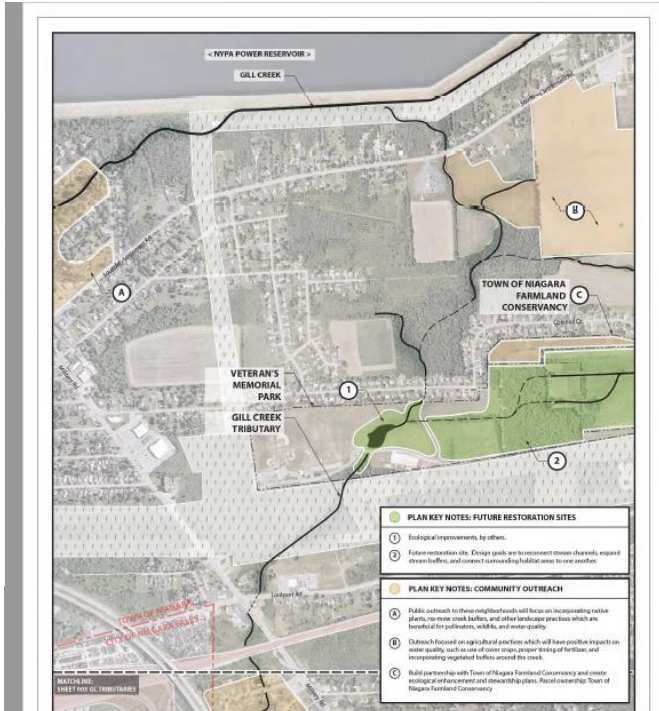 < NYPA POWER RESERVOIR >
GILL CREEK
B
A
TOWN OF NIAGARA
FARMLAND
CONSERVANCY
C
Colonial Dr.
VETERAN'S
MEMORIAL
PARK
1
GILL CREEK
TRIBUTARY
2
Lockport Rd
TOWN OF NIAGARA
CITY OF NIAGARA FALLS
MATCHLINE:
SHEET 003 GC TRIBUTARIES
PLAN KEY NOTES: FUTURE RESTORATION SITES
1 Ecological improvements, by others.
2 Future restoration site. Design goals are to reconnect stream channels, expand
stream buffers, and connect surrounding habitat areas to one another.
PLAN KEY NOTES: COMMUNITY OUTREACH
A Public outreach to these neighborhoods will focus on incorporating native
plants, no mow creek buffers, and other landscape practices which are
beneficial for pollinators, wildlife, and water quality.
B Outreach focused on agricultural practices which will have positive impacts on
water quality, such as use of cover crops, proper timing of fertilizer, and
incorporating vegetated buffers around the creek.
C Build partnership with Town of Niagara Farmland Conservancy and create
ecological enhancement and stewardship plans. Parcel ownership: Town of
Niagara Farmland Conservancy